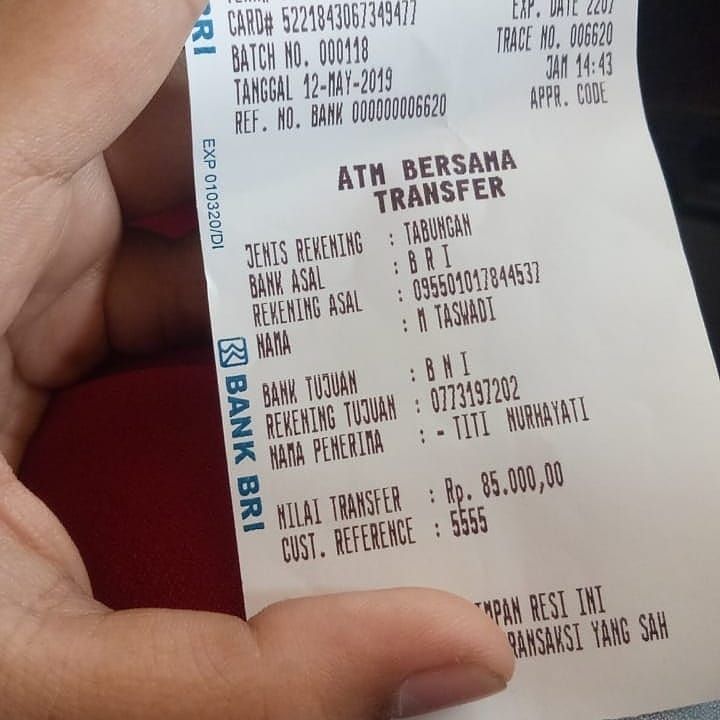 CARD# 5221843067349477 EXP. DATE 2207
BATCH NO. 000118 TRACE NO. 006620
TANGGAL 12-MAY-2019 JAM 14:43
REF. NO. BANK 000000006620 APPR. CODE
ATM BERSAMA
TRANSFER
JENIS REKENING : TABUNGAN
BANK ASAL : B R I
REKENING ASAL : 095501017844537
NAMA : M TASWADI
BANK TUJUAN : B N I
REKENING TUJUAN : 0773197202
NAMA PENERIMA : - TITI NURHAYATI
NILAI TRANSFER : Rp. 85.000,00
CUST. REFERENCE : 5555
MPAN RESI INI
RANSAKSI YANG SAH
BRI
EXP 010320/DI
BANK BRI